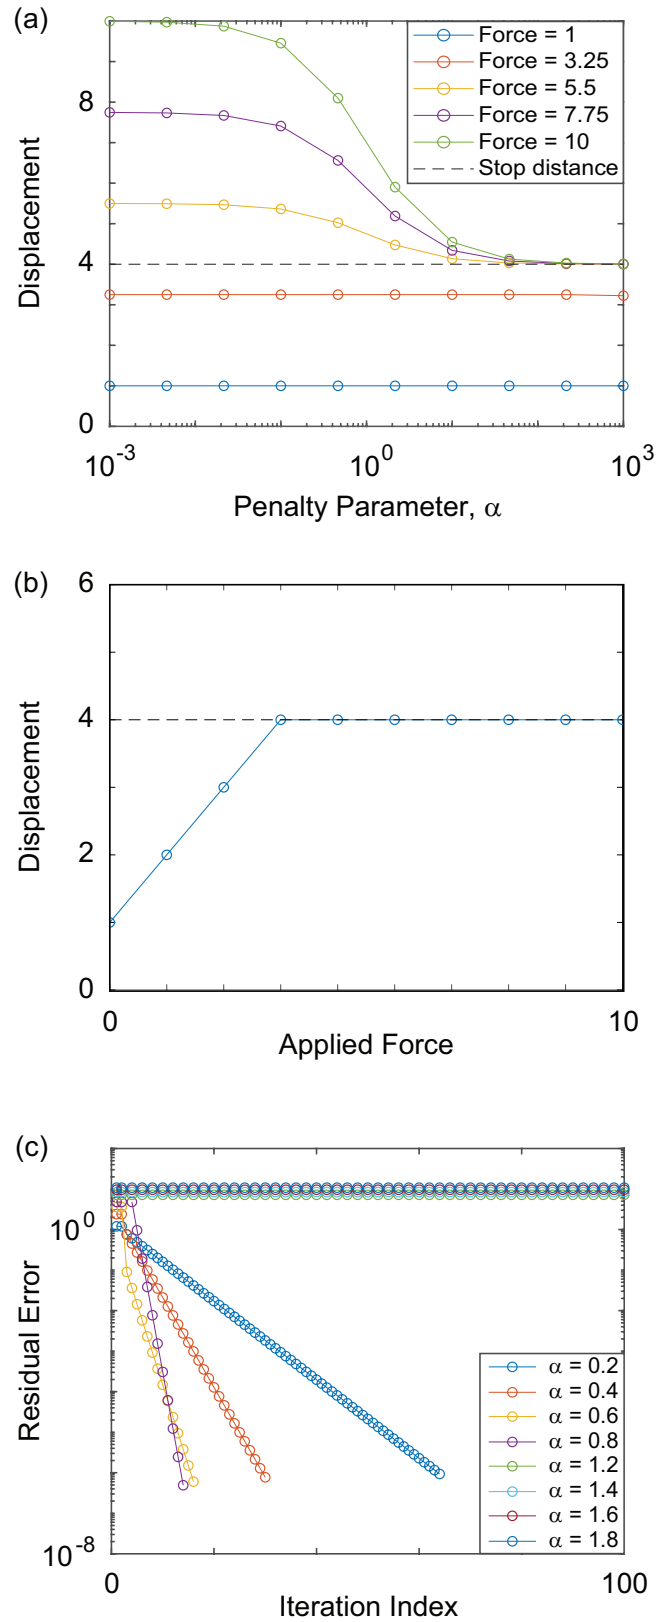 (a)
Displacement
8
4
0
10^-3
10^0
10^3
Penalty Parameter, α
Force = 1
Force = 3.25
Force = 5.5
Force = 7.75
Force = 10
Stop distance
(b)
Displacement
6
4
2
0
0
10
Applied Force
(c)
Residual Error
10^0
10^-8
0
100
Iteration Index
α = 0.2
α = 0.4
α = 0.6
α = 0.8
α = 1.2
α = 1.4
α = 1.6
α = 1.8